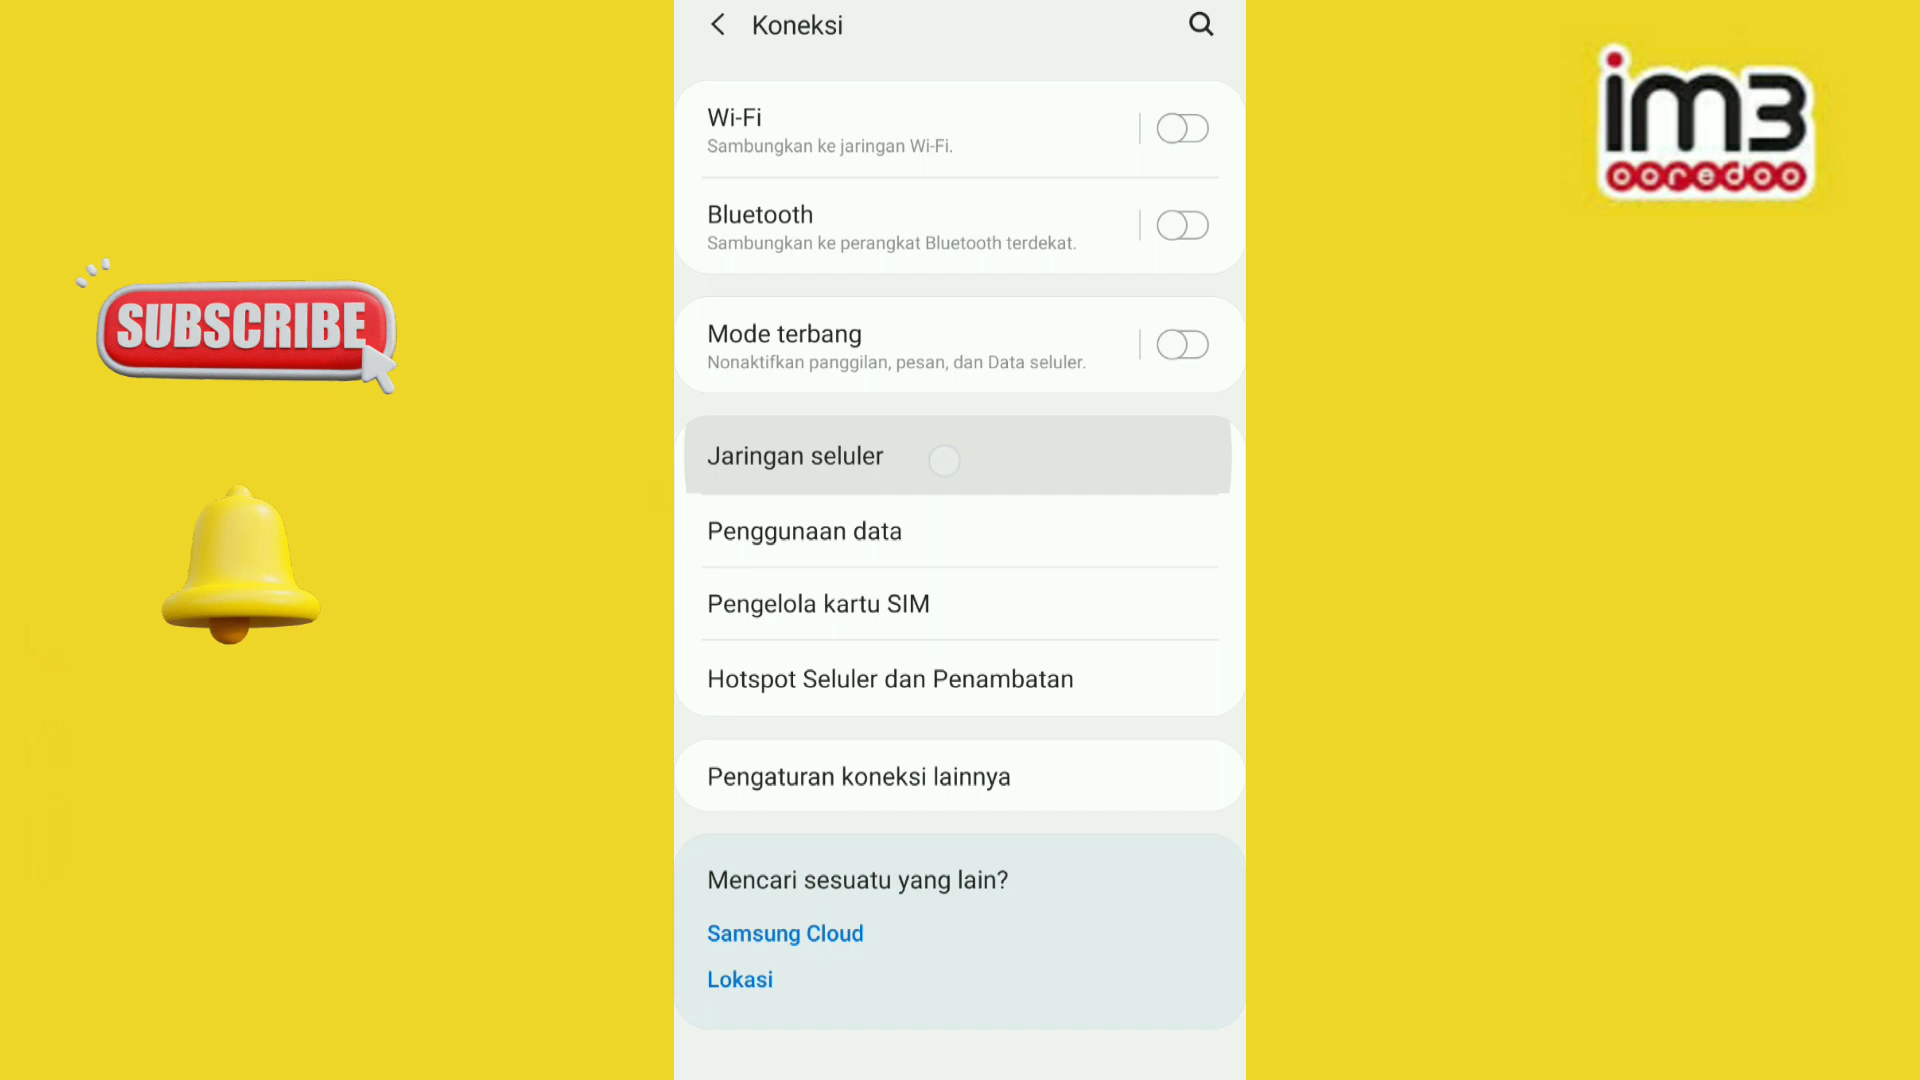 Koneksi
Wi-Fi
Sambungkan ke jaringan Wi-Fi.
Bluetooth
Sambungkan ke perangkat Bluetooth terdekat.
Mode terbang
Nonaktifkan panggilan, pesan, dan Data seluler.
Jaringan seluler
Penggunaan data
Pengelola kartu SIM
Hotspot Seluler dan Penambatan
Pengaturan koneksi lainnya
Mencari sesuatu yang lain?
Samsung Cloud
Lokasi
SUBSCRIBE
im3
ooredoo